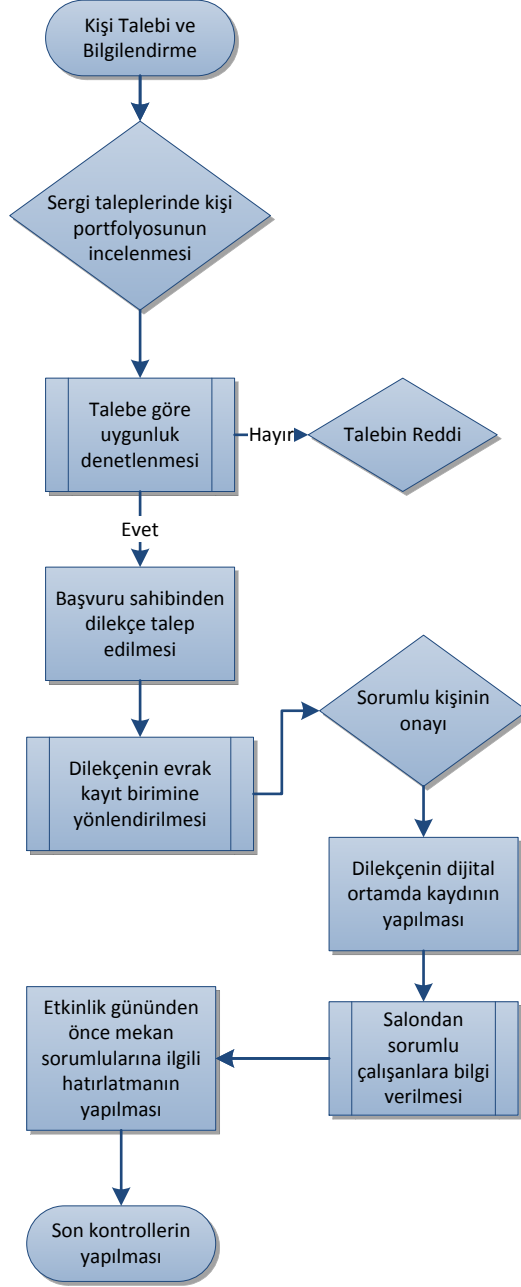 Kişi Talebi ve
Bilgilendirme
Sergi taleplerinde kişi
portfolyosunun
incelenmesi
Talebe göre
uygunluk
denetlenmesi
Hayır
Talebin Reddi
Evet
Başvuru sahibinden
dilekçe talep
edilmesi
Dilekçenin evrak
kayıt birimine
yönlendirilmesi
Sorumlu kişinin
onayı
Dilekçenin dijital
ortamda kaydının
yapılması
Salondan
sorumlu
çalışanlara bilgi
verilmesi
Etkinlik gününden
önce mekan
sorumlularına ilgili
hatırlatmanın
yapılması
Son kontrollerin
yapılması